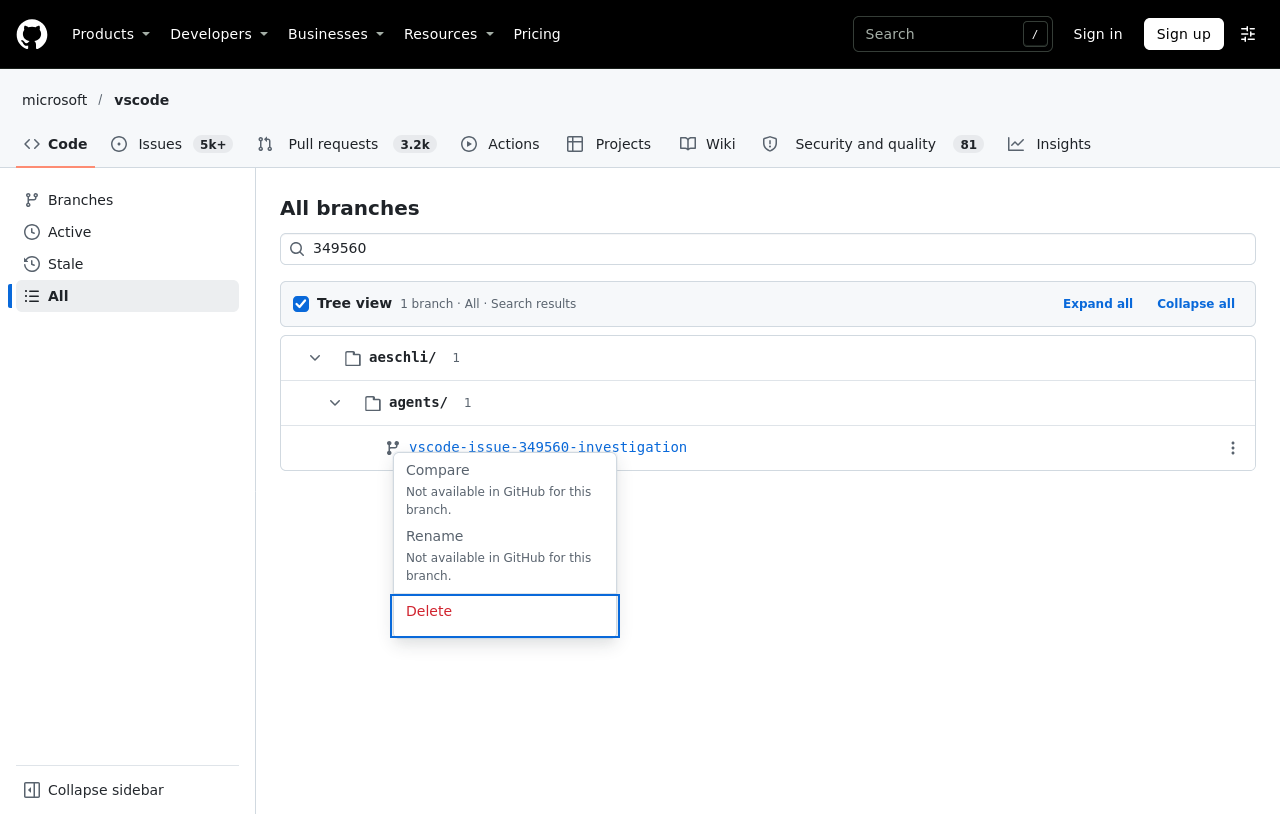 Products Developers Businesses Resources Pricing Search / Sign in Sign up
microsoft / vscode
Code Issues 5k+ Pull requests 3.2k Actions Projects Wiki Security and quality 81 Insights
Branches
Active
Stale
All
Collapse sidebar
All branches
349560
Tree view 1 branch · All · Search results Expand all Collapse all
aeschli/ 1
agents/ 1
vscode-issue-349560-investigation
Compare
Not available in GitHub for this
branch.
Rename
Not available in GitHub for this
branch.
Delete